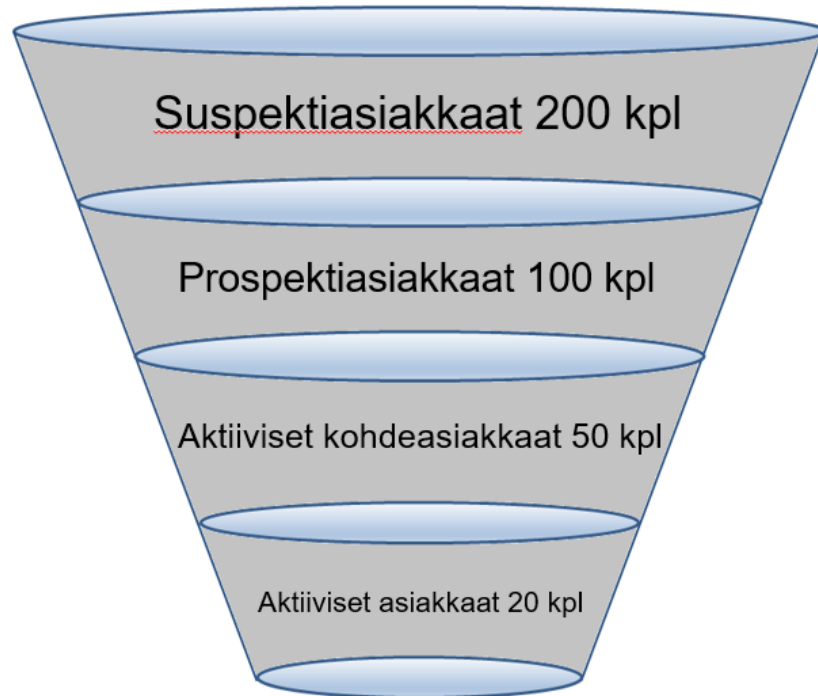 Suspektiasiakkaat 200 kpl
Prospektiasiakkaat 100 kpl
Aktiiviset kohdeasiakkaat 50 kpl
Aktiiviset asiakkaat 20 kpl